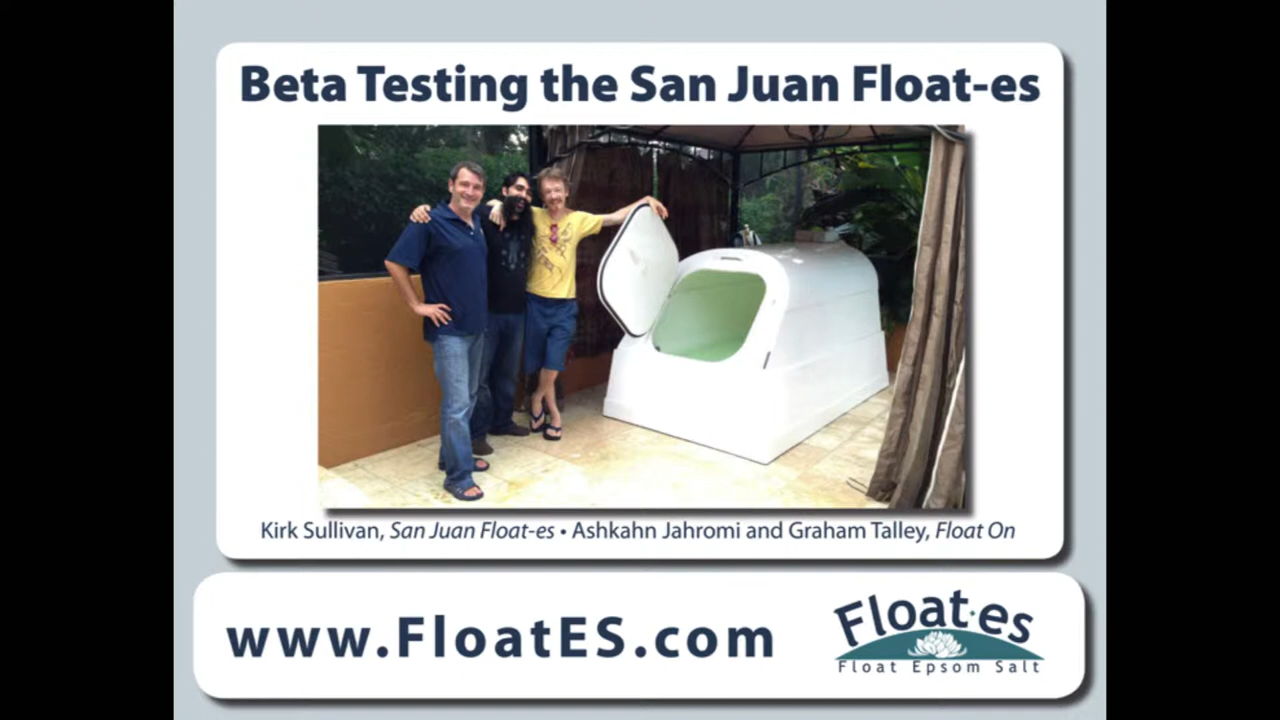 Beta Testing the San Juan Float-es
Kirk Sullivan, San Juan Float-es • Ashkahn Jahromi and Graham Talley, Float On
www.FloatES.com
Float·es
Float Epsom Salt